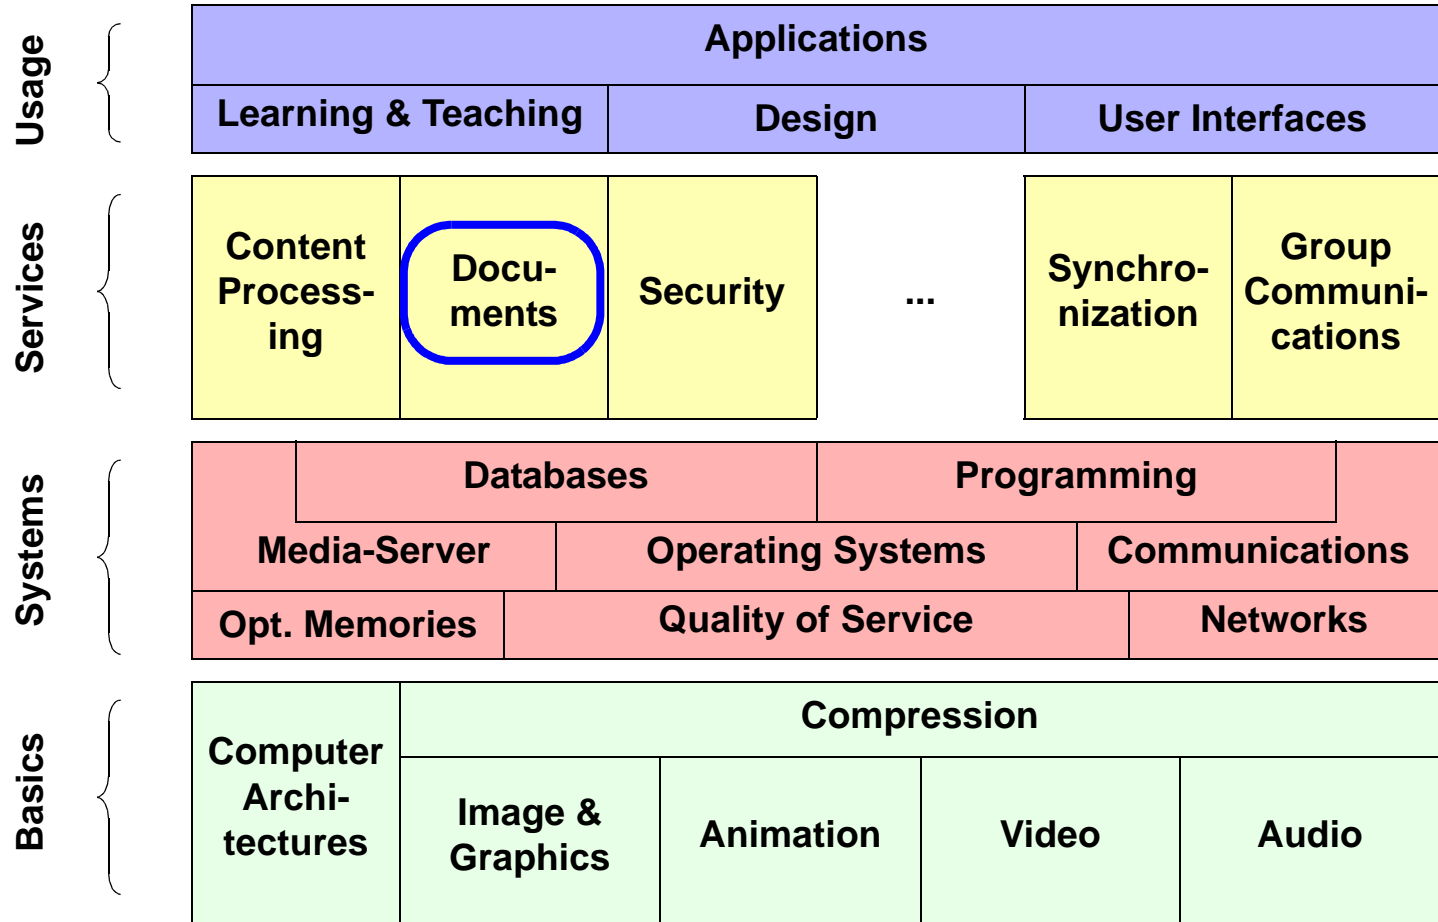 Usage
Applications
Learning & Teaching
Design
User Interfaces
Services
Content
Process-
ing
Docu-
ments
Security
...
Synchro-
nization
Group
Communi-
cations
Systems
Databases
Programming
Media-Server
Operating Systems
Communications
Opt. Memories
Quality of Service
Networks
Basics
Computer
Archi-
tectures
Compression
Image &
Graphics
Animation
Video
Audio